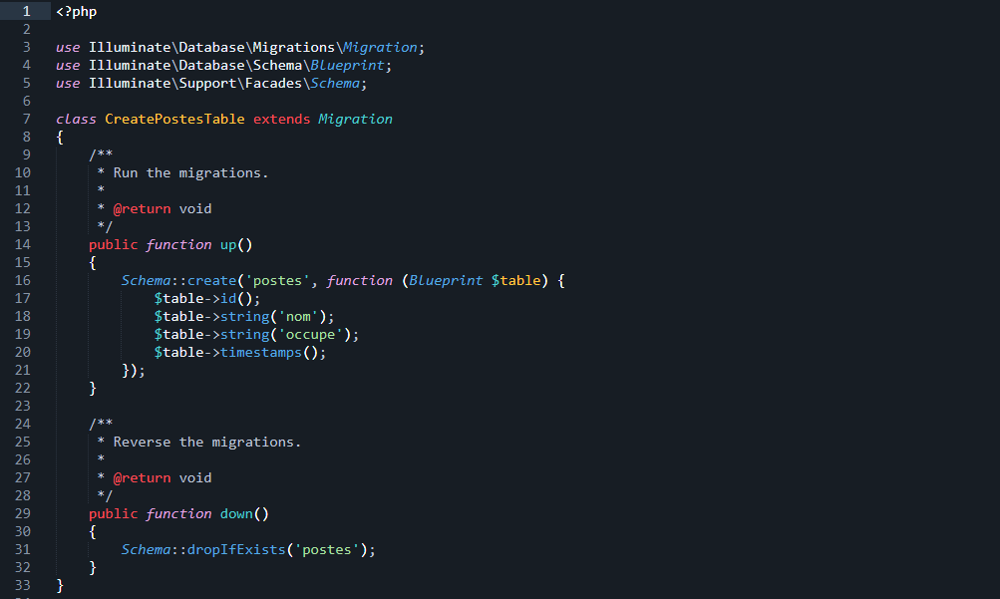 1 <?php
2
3 use Illuminate\Database\Migrations\Migration;
4 use Illuminate\Database\Schema\Blueprint;
5 use Illuminate\Support\Facades\Schema;
6
7 class CreatePostesTable extends Migration
8 {
9     /**
10      * Run the migrations.
11      *
12      * @return void
13      */
14     public function up()
15     {
16         Schema::create('postes', function (Blueprint $table) {
17             $table->id();
18             $table->string('nom');
19             $table->string('occupe');
20             $table->timestamps();
21         });
22     }
23
24     /**
25      * Reverse the migrations.
26      *
27      * @return void
28      */
29     public function down()
30     {
31         Schema::dropIfExists('postes');
32     }
33 }